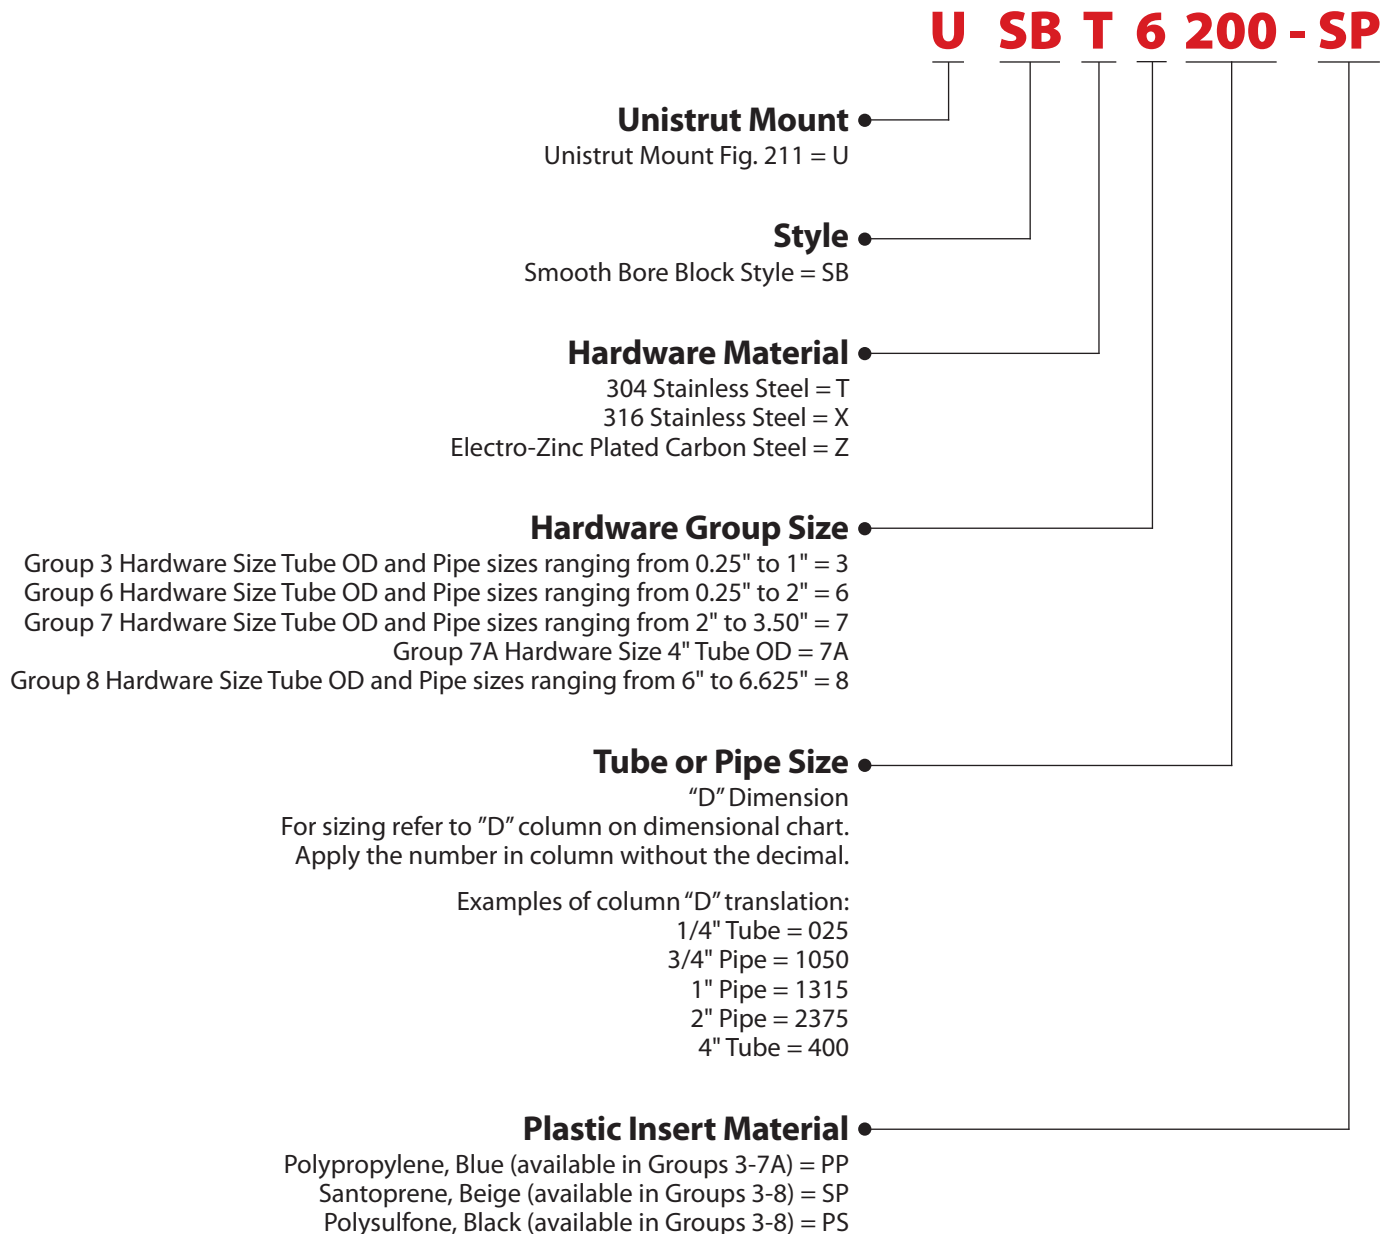 U SB T 6 200 - SP
Unistrut Mount
Unistrut Mount Fig. 211 = U
Style
Smooth Bore Block Style = SB
Hardware Material
304 Stainless Steel = T
316 Stainless Steel = X
Electro-Zinc Plated Carbon Steel = Z
Hardware Group Size
Group 3 Hardware Size Tube OD and Pipe sizes ranging from 0.25" to 1" = 3
Group 6 Hardware Size Tube OD and Pipe sizes ranging from 0.25" to 2" = 6
Group 7 Hardware Size Tube OD and Pipe sizes ranging from 2" to 3.50" = 7
Group 7A Hardware Size 4" Tube OD = 7A
Group 8 Hardware Size Tube OD and Pipe sizes ranging from 6" to 6.625" = 8
Tube or Pipe Size
“D” Dimension
For sizing refer to ”D” column on dimensional chart.
Apply the number in column without the decimal.
Examples of column “D” translation:
1/4" Tube = 025
3/4" Pipe = 1050
1" Pipe = 1315
2" Pipe = 2375
4" Tube = 400
Plastic Insert Material
Polypropylene, Blue (available in Groups 3-7A) = PP
Santoprene, Beige (available in Groups 3-8) = SP
Polysulfone, Black (available in Groups 3-8) = PS